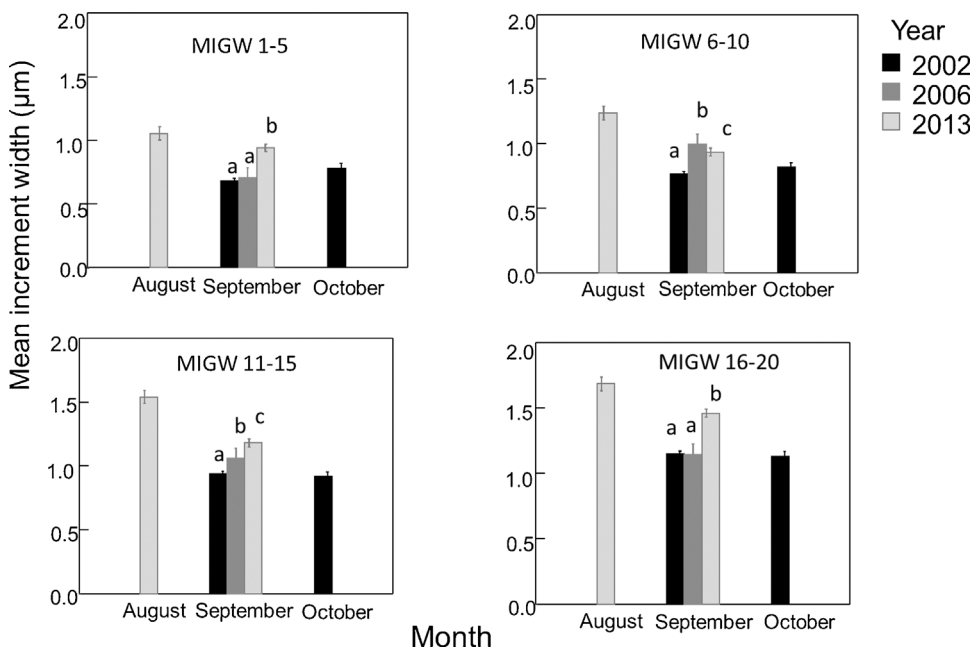 2.0
1.5
1.0
0.5
0.0
MIGW 1-5
a a b
August September October
2.0
1.5
1.0
0.5
0.0
MIGW 6-10
a b c
August September October
Year
2002
2006
2013
Mean increment width (µm)
2.0
1.5
1.0
0.5
0.0
MIGW 11-15
a b c
August September October
2.0
1.5
1.0
0.5
0.0
MIGW 16-20
a a b
August September October
Month